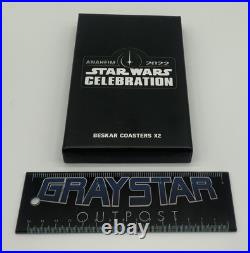 ANAHEIM 2022
STAR WARS
CELEBRATION
BESKAR COASTERS X2
GRAYSTAR
OUTPOST